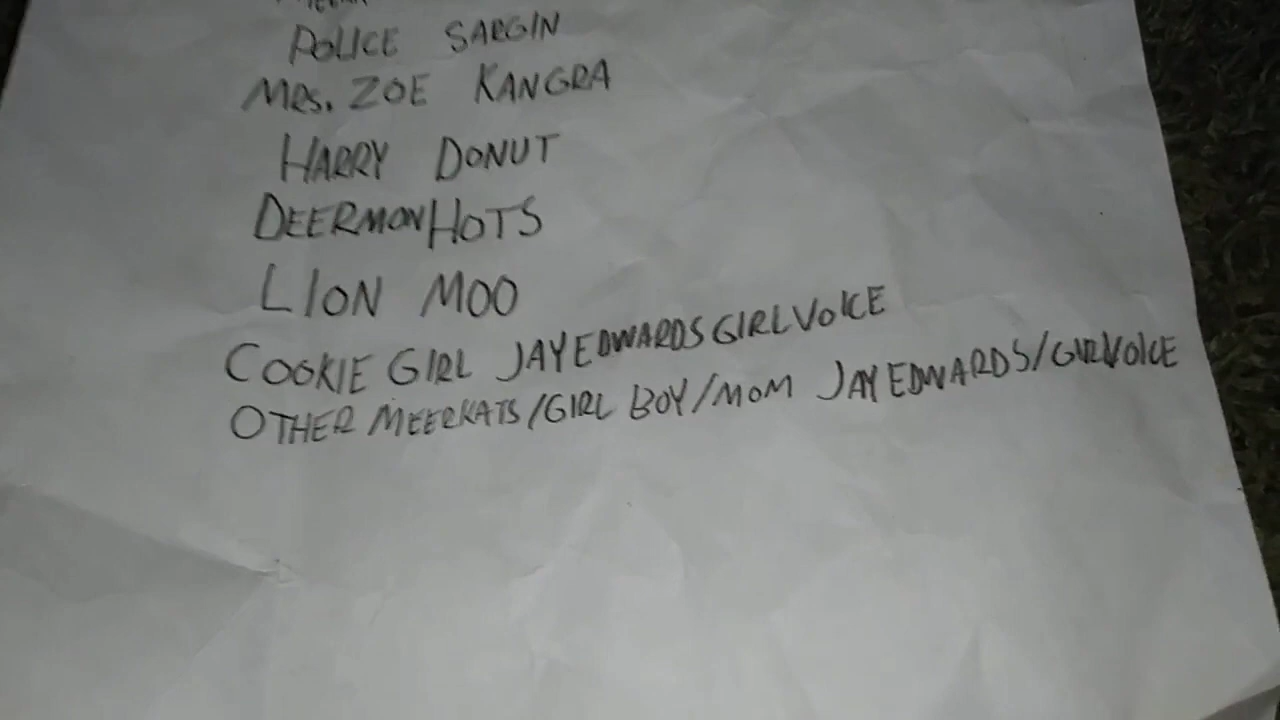 POLICE SARGIN
MRS. ZOE KANGRA
HARRY DONUT
DEERMONHOTS
LION MOO
COOKIE GIRL JAYEDWARDSGIRLVOICE
OTHER MEERKATS/GIRL BOY/MOM JAYEDWARDS/GIRLVOICE